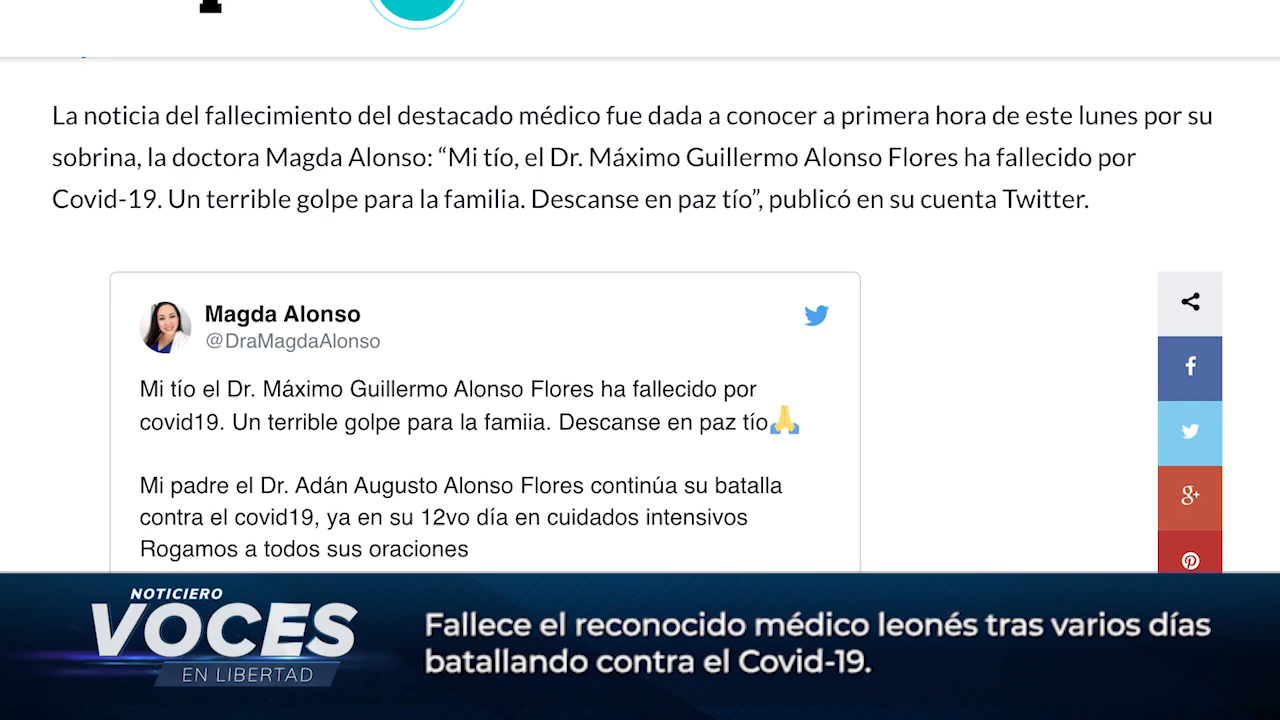 La noticia del fallecimiento del destacado médico fue dada a conocer a primera hora de este lunes por su
sobrina, la doctora Magda Alonso: “Mi tío, el Dr. Máximo Guillermo Alonso Flores ha fallecido por
Covid-19. Un terrible golpe para la familia. Descanse en paz tío”, publicó en su cuenta Twitter.
Magda Alonso
@DraMagdaAlonso
Mi tío el Dr. Máximo Guillermo Alonso Flores ha fallecido por
covid19. Un terrible golpe para la famiia. Descanse en paz tío🙏
Mi padre el Dr. Adán Augusto Alonso Flores continúa su batalla
contra el covid19, ya en su 12vo día en cuidados intensivos
Rogamos a todos sus oraciones
NOTICIERO
VOCES
EN LIBERTAD
Fallece el reconocido médico leonés tras varios días
batallando contra el Covid-19.